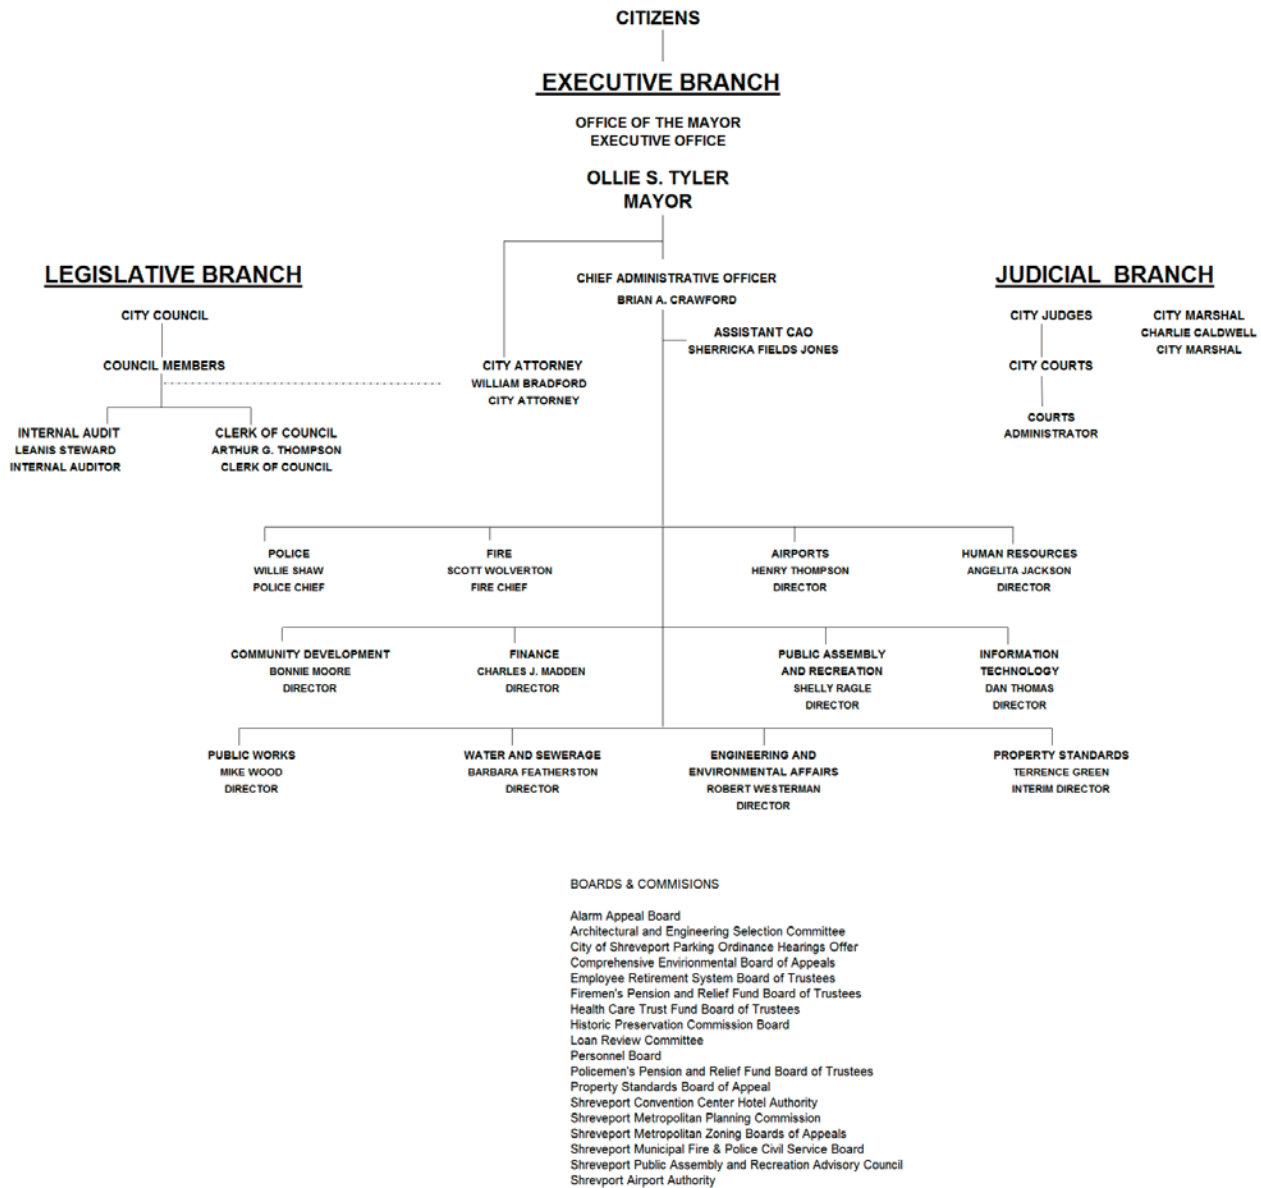 CITIZENS
EXECUTIVE BRANCH
OFFICE OF THE MAYOR
EXECUTIVE OFFICE
OLLIE S. TYLER
MAYOR
LEGISLATIVE BRANCH
CITY COUNCIL
COUNCIL MEMBERS
INTERNAL AUDIT
LEANIS STEWARD
INTERNAL AUDITOR
CLERK OF COUNCIL
ARTHUR G. THOMPSON
CLERK OF COUNCIL
CITY ATTORNEY
WILLIAM BRADFORD
CITY ATTORNEY
CHIEF ADMINISTRATIVE OFFICER
BRIAN A. CRAWFORD
ASSISTANT CAO
SHERRICKA FIELDS JONES
JUDICIAL BRANCH
CITY JUDGES
CITY COURTS
COURTS
ADMINISTRATOR
CITY MARSHAL
CHARLIE CALDWELL
CITY MARSHAL
POLICE
WILLIE SHAW
POLICE CHIEF
FIRE
SCOTT WOLVERTON
FIRE CHIEF
AIRPORTS
HENRY THOMPSON
DIRECTOR
HUMAN RESOURCES
ANGELITA JACKSON
DIRECTOR
COMMUNITY DEVELOPMENT
BONNIE MOORE
DIRECTOR
FINANCE
CHARLES J. MADDEN
DIRECTOR
PUBLIC ASSEMBLY
AND RECREATION
SHELLY RAGLE
DIRECTOR
INFORMATION
TECHNOLOGY
DAN THOMAS
DIRECTOR
PUBLIC WORKS
MIKE WOOD
DIRECTOR
WATER AND SEWERAGE
BARBARA FEATHERSTON
DIRECTOR
ENGINEERING AND
ENVIRONMENTAL AFFAIRS
ROBERT WESTERMAN
DIRECTOR
PROPERTY STANDARDS
TERRENCE GREEN
INTERIM DIRECTOR
BOARDS & COMMISIONS
Alarm Appeal Board
Architectural and Engineering Selection Committee
City of Shreveport Parking Ordinance Hearings Offer
Comprehensive Envirionmental Board of Appeals
Employee Retirement System Board of Trustees
Firemen's Pension and Relief Fund Board of Trustees
Health Care Trust Fund Board of Trustees
Historic Preservation Commission Board
Loan Review Committee
Personnel Board
Policemen's Pension and Relief Fund Board of Trustees
Property Standards Board of Appeal
Shreveport Convention Center Hotel Authority
Shreveport Metropolitan Planning Commission
Shreveport Metropolitan Zoning Boards of Appeals
Shreveport Municipal Fire & Police Civil Service Board
Shreveport Public Assembly and Recreation Advisory Council
Shrevport Airport Authority